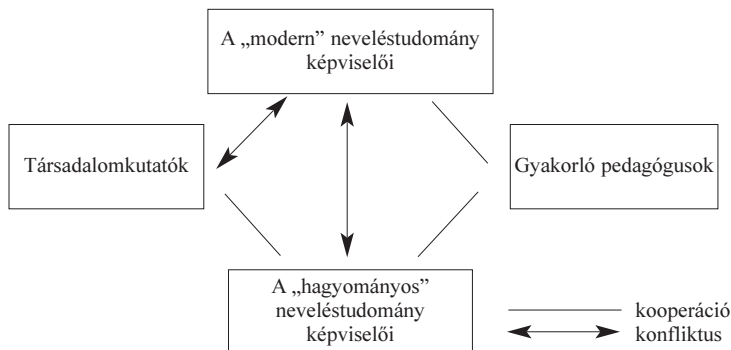 A „modern” neveléstudomány
képviselői
Társadalomkutatók
Gyakorló pedagógusok
A „hagyományos”
neveléstudomány
képviselői
kooperáció
konfliktus